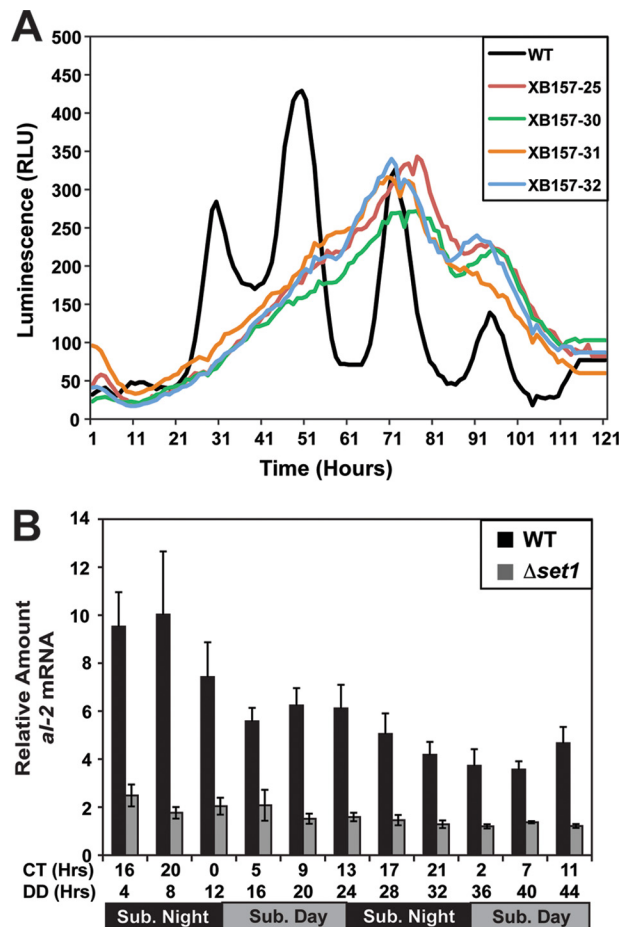 A
500
450
400
350
300
250
200
150
100
50
0
Luminescence (RLU)
WT
XB157-25
XB157-30
XB157-31
XB157-32
1 11 21 31 41 51 61 71 81 91 101 111 121
Time (Hours)
B
14
12
10
8
6
4
2
0
Relative Amount
al-2 mRNA
WT
Δset1
CT (Hrs) 16 20 0 5 9 13 17 21 2 7 11
DD (Hrs) 4 8 12 16 20 24 28 32 36 40 44
Sub. Night Sub. Day Sub. Night Sub. Day